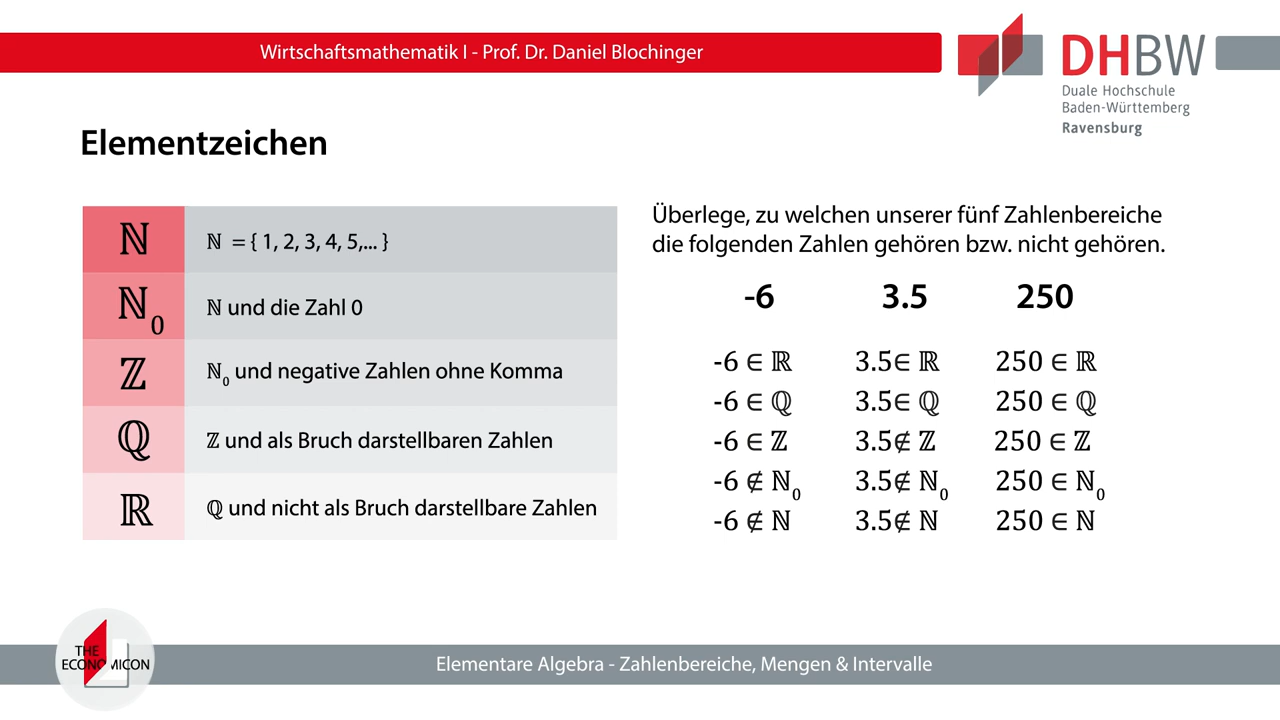 Wirtschaftsmathematik I - Prof. Dr. Daniel Blochinger
DHBW
Duale Hochschule
Baden-Württemberg
Ravensburg
Elementzeichen
ℕ ℕ = { 1, 2, 3, 4, 5,... }
ℕ₀ ℕ und die Zahl 0
ℤ ℕ₀ und negative Zahlen ohne Komma
ℚ ℤ und als Bruch darstellbaren Zahlen
ℝ ℚ und nicht als Bruch darstellbare Zahlen
Überlege, zu welchen unserer fünf Zahlenbereiche
die folgenden Zahlen gehören bzw. nicht gehören.
-6 3.5 250
-6 ∈ ℝ 3.5∈ ℝ 250 ∈ ℝ
-6 ∈ ℚ 3.5∈ ℚ 250 ∈ ℚ
-6 ∈ ℤ 3.5∉ ℤ 250 ∈ ℤ
-6 ∉ ℕ₀ 3.5∉ ℕ₀ 250 ∈ ℕ₀
-6 ∉ ℕ 3.5∉ ℕ 250 ∈ ℕ
THE
ECONOMICON
Elementare Algebra - Zahlenbereiche, Mengen & Intervalle